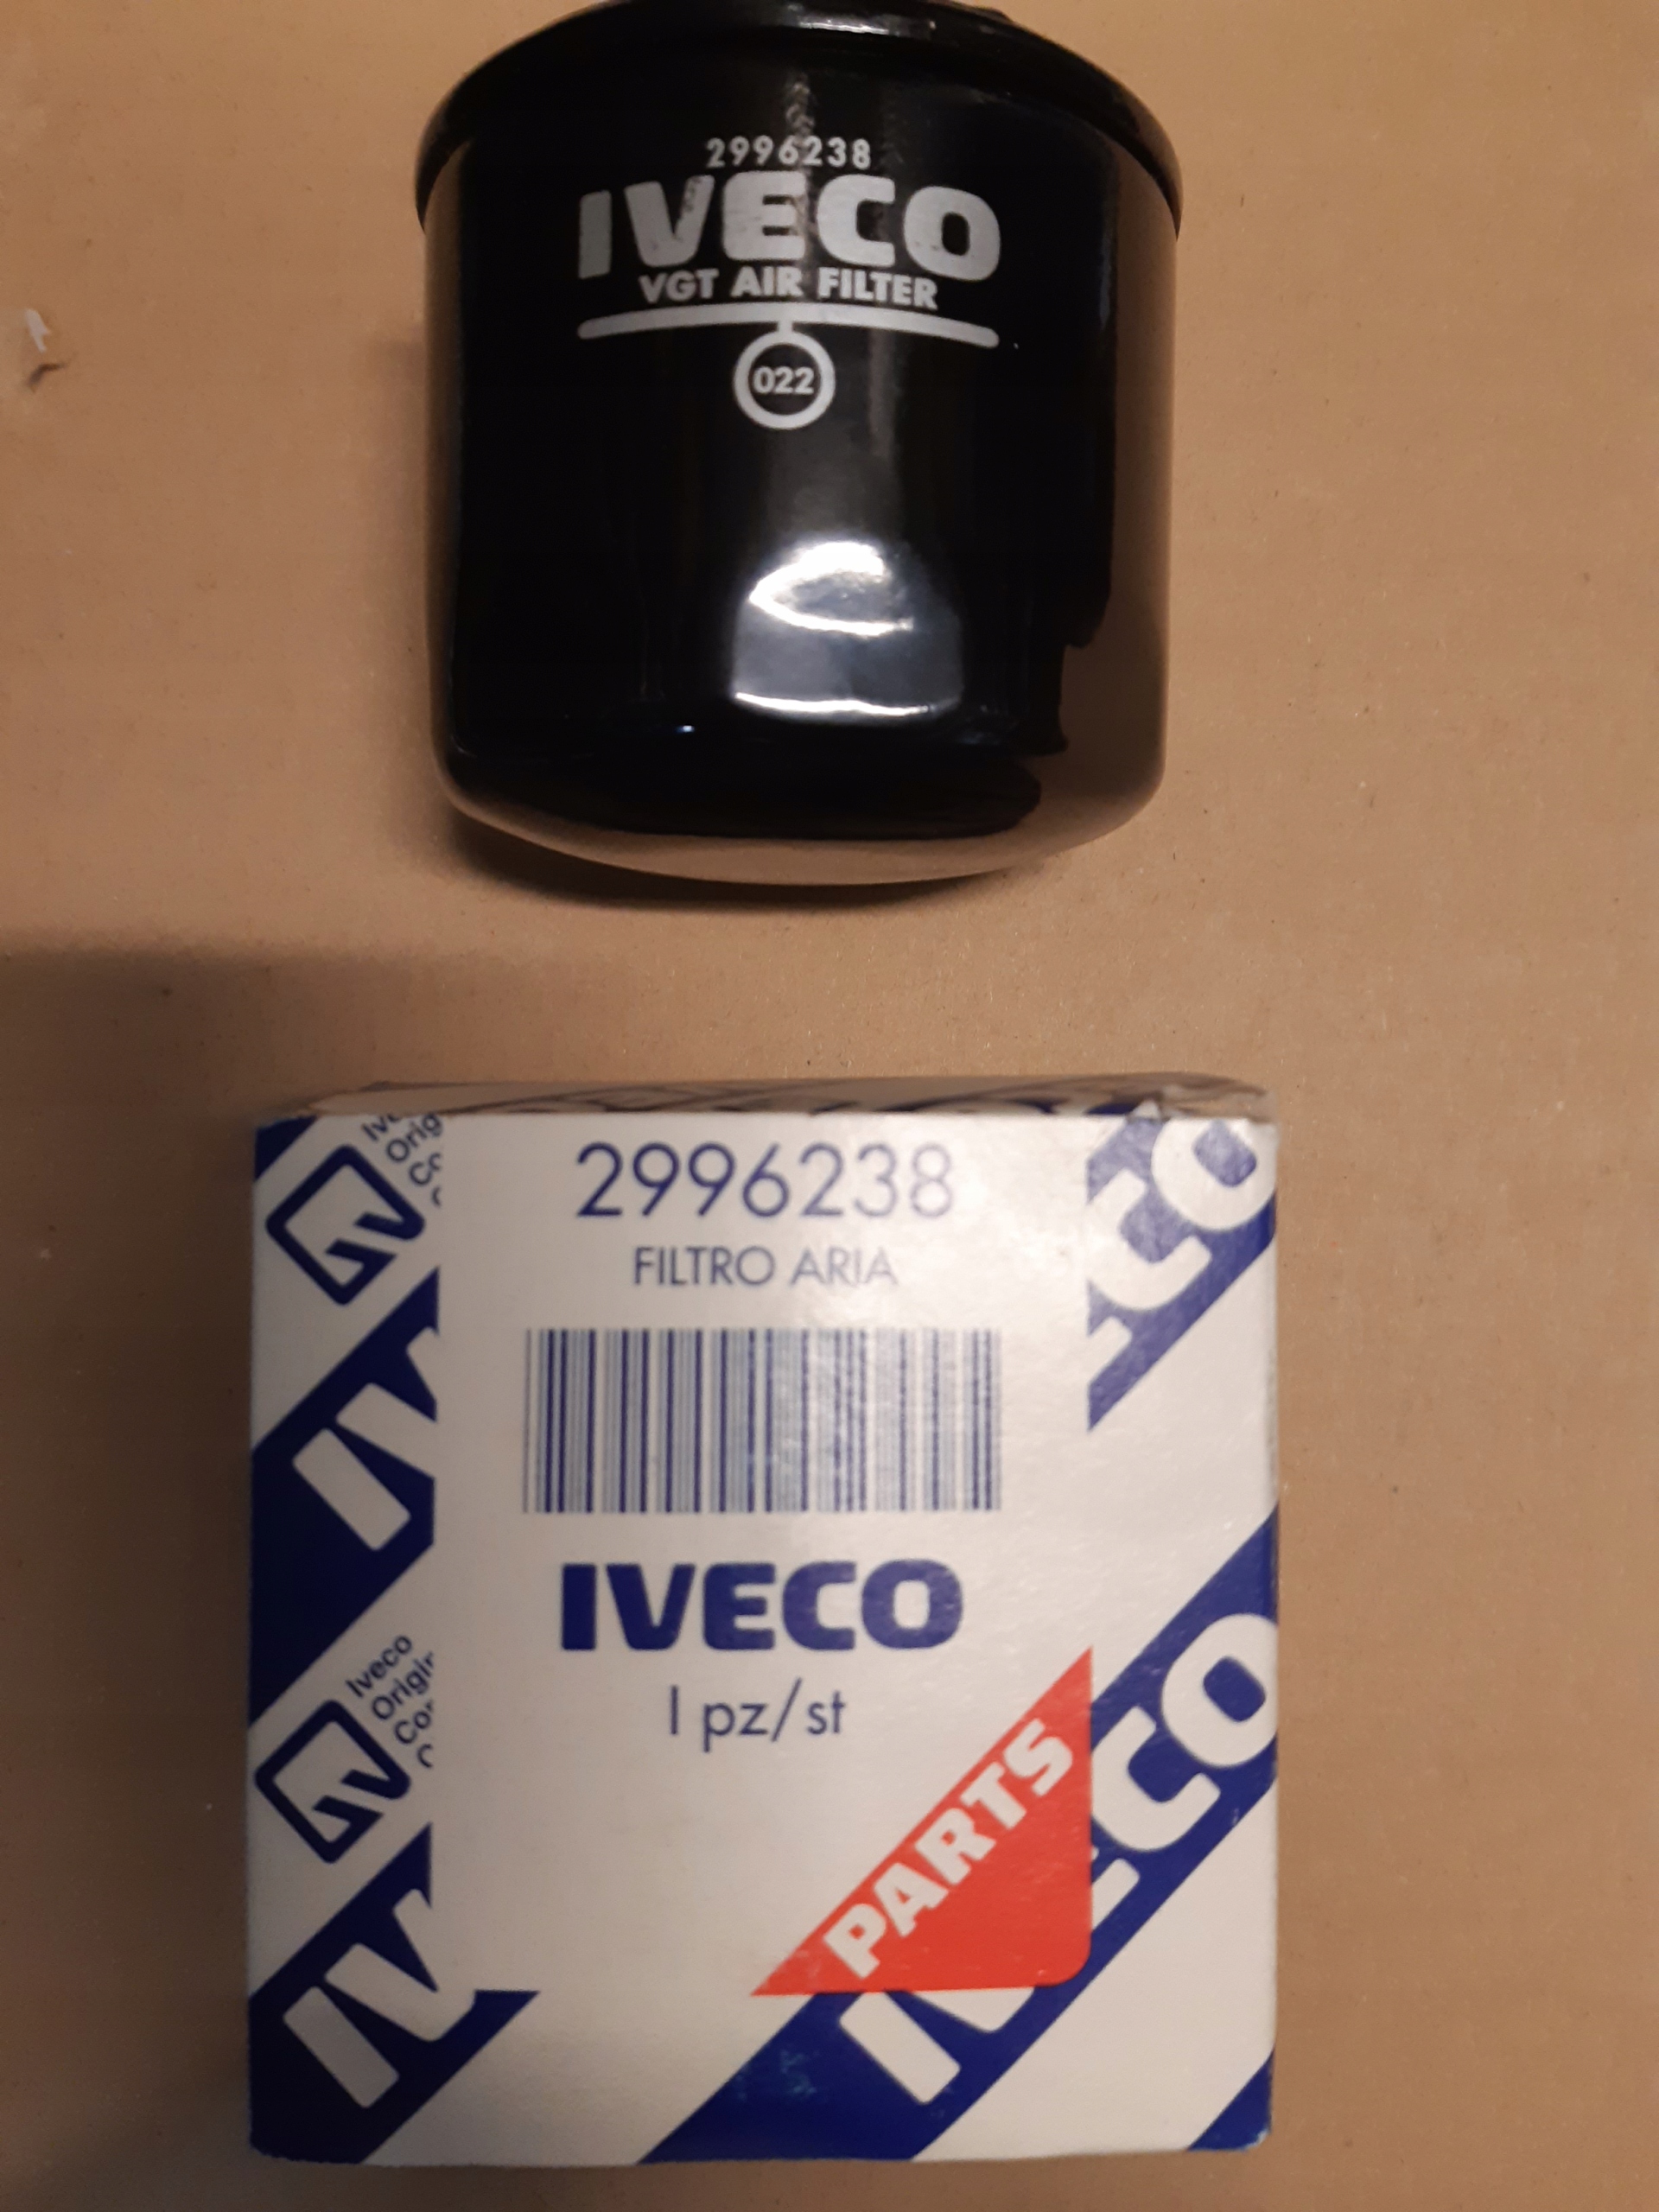 2996238
IVECO
VGT AIR FILTER
022
2996238
FILTRO ARIA
IVECO
1 pz/st
PARTS
Iveco
IVECO